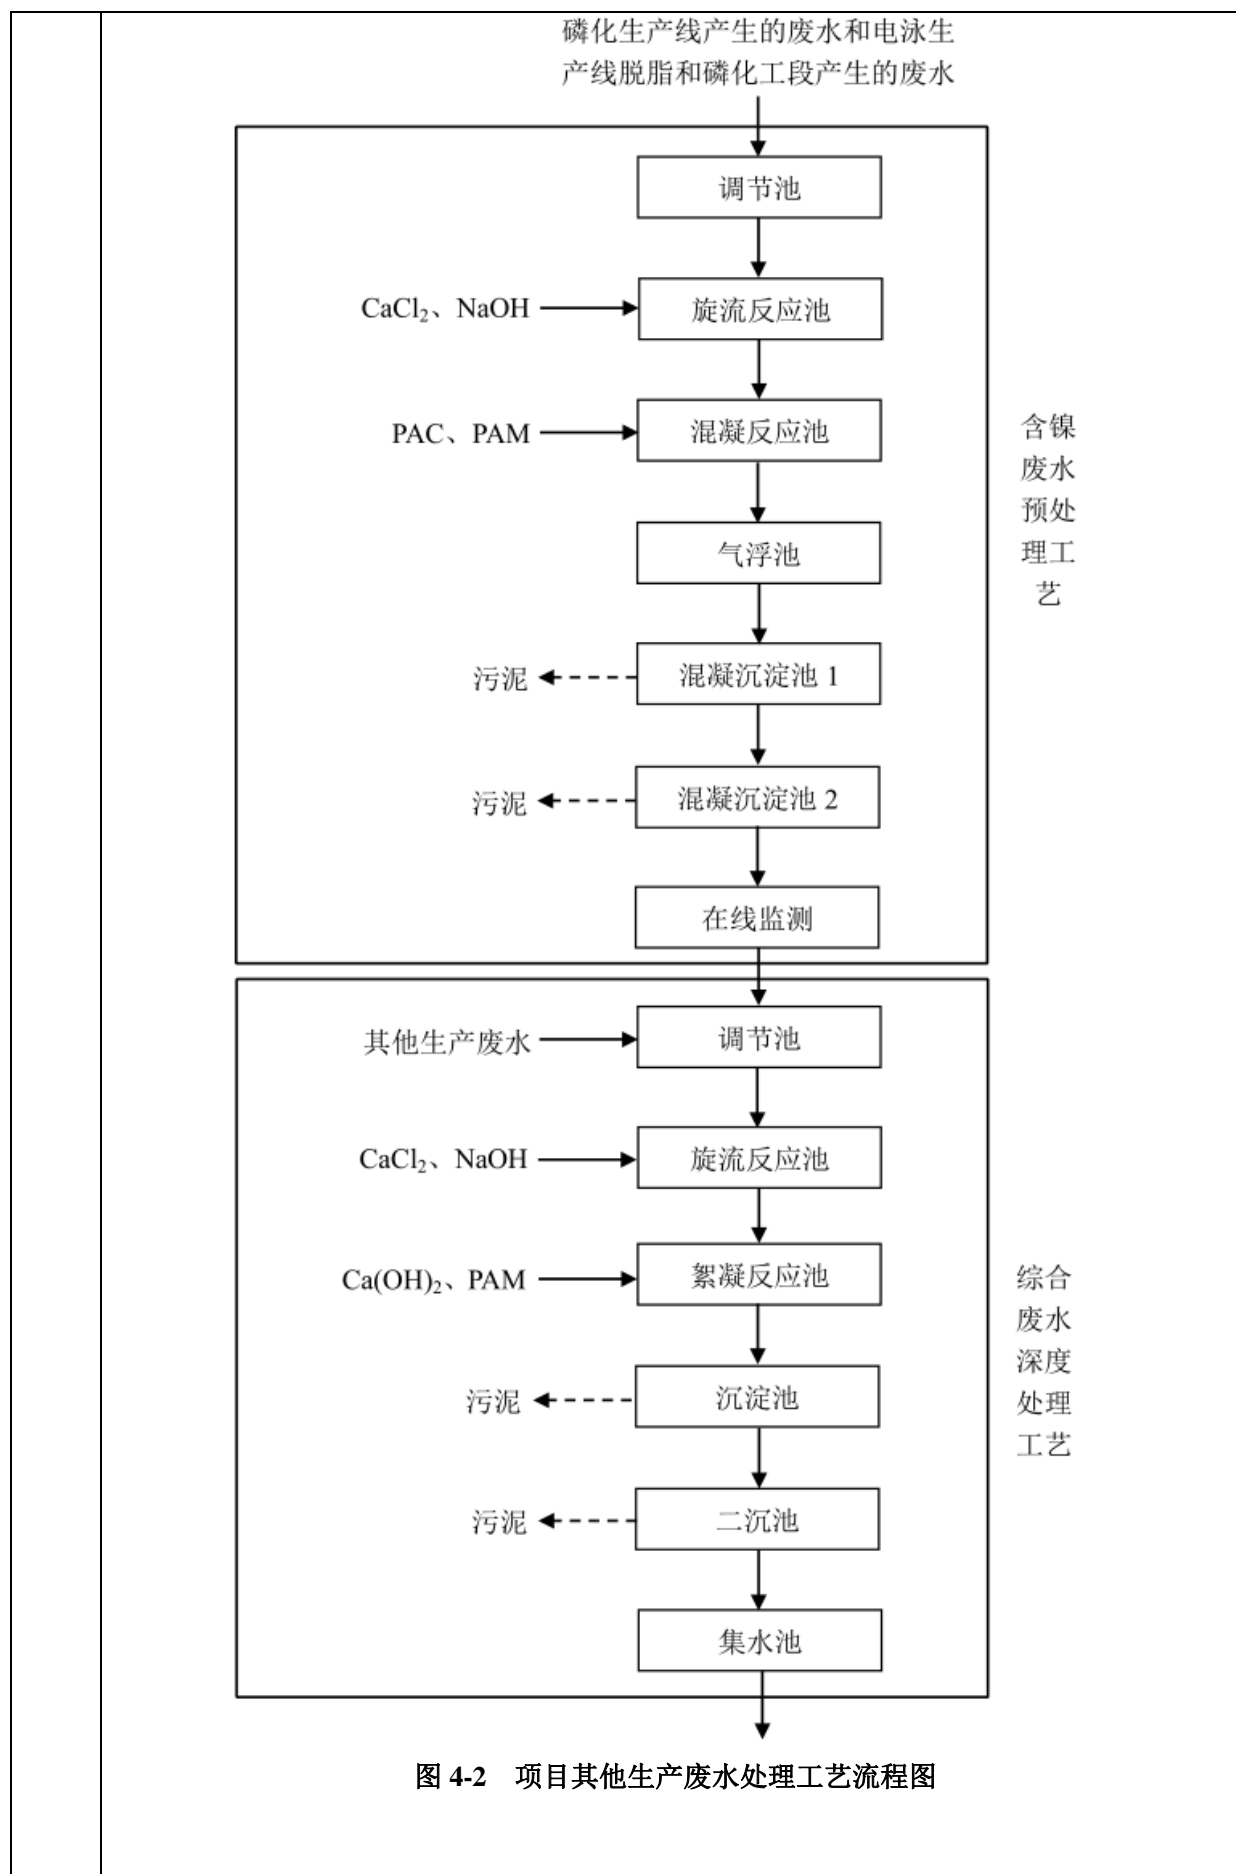 磷化生产线产生的废水和电泳生
产线脱脂和磷化工段产生的废水
调节池
CaCl₂、NaOH
旋流反应池
PAC、PAM
混凝反应池
气浮池
污泥
混凝沉淀池 1
污泥
混凝沉淀池 2
在线监测
含镍
废水
预处
理工
艺
其他生产废水
调节池
CaCl₂、NaOH
旋流反应池
Ca(OH)₂、PAM
絮凝反应池
污泥
沉淀池
污泥
二沉池
集水池
综合
废水
深度
处理
工艺
图 4-2 项目其他生产废水处理工艺流程图